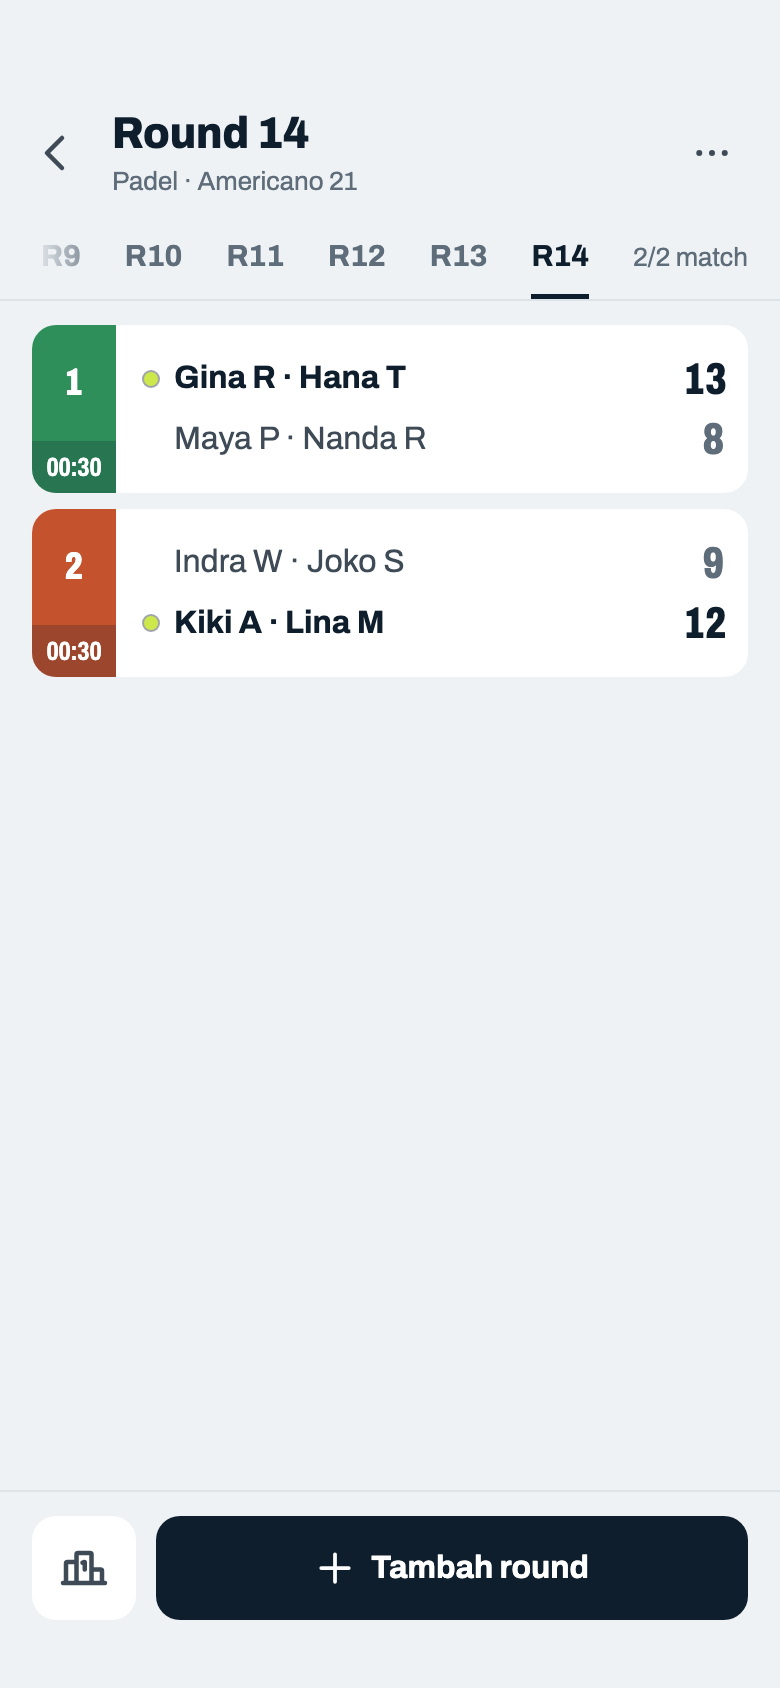 Round 14
Padel · Americano 21
R9 R10 R11 R12 R13 R14 2/2 match
1
00:30
Gina R · Hana T 13
Maya P · Nanda R 8
2
00:30
Indra W · Joko S 9
Kiki A · Lina M 12
1
Tambah round